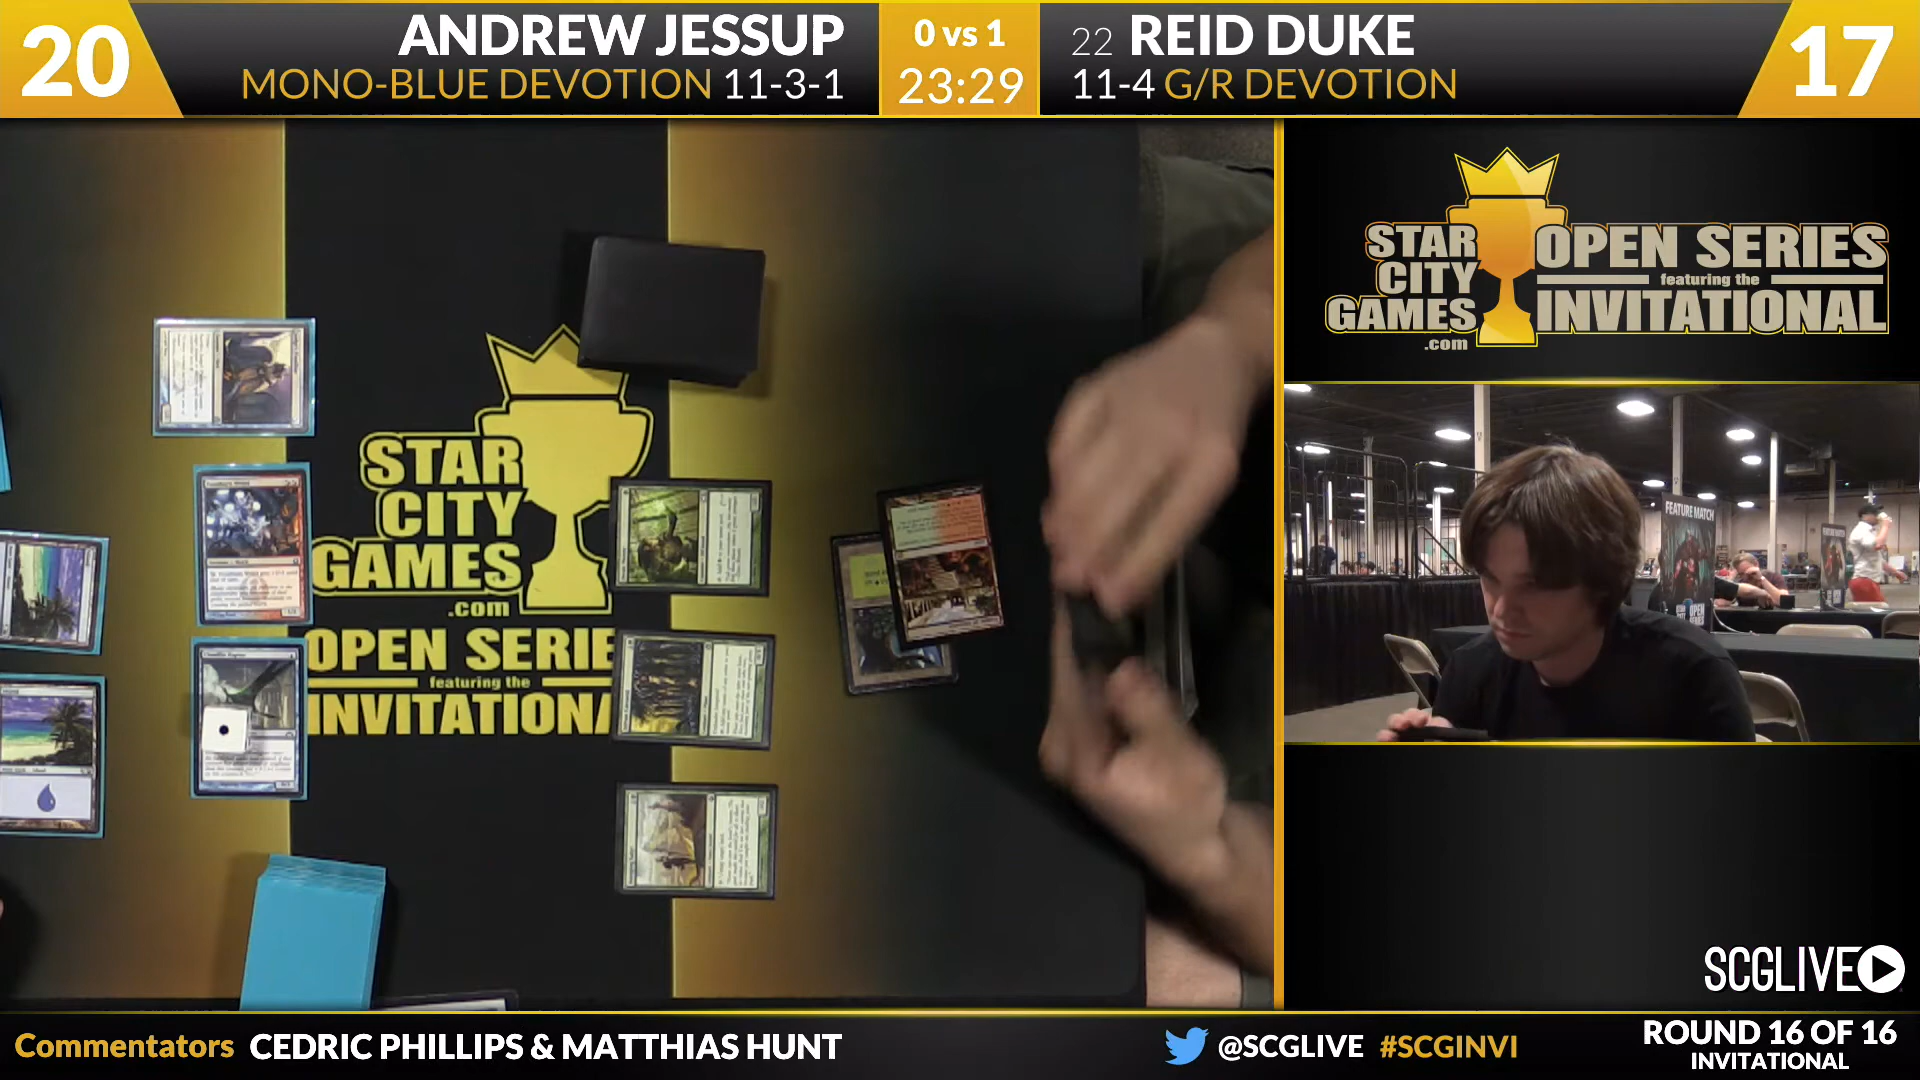 20
ANDREW JESSUP
MONO-BLUE DEVOTION 11-3-1
0 vs 1
23:29
22 REID DUKE
11-4 G/R DEVOTION
17
STAR
CITY
GAMES
.com
OPEN SERIES
featuring the
INVITATIONAL
STAR
CITY
GAMES
.com
OPEN SERIE
featuring the
INVITATIONA
FEATURE MATCH
OPEN
SCGLIVE
Commentators CEDRIC PHILLIPS & MATTHIAS HUNT
@SCGLIVE #SCGINVI
ROUND 16 OF 16
INVITATIONAL